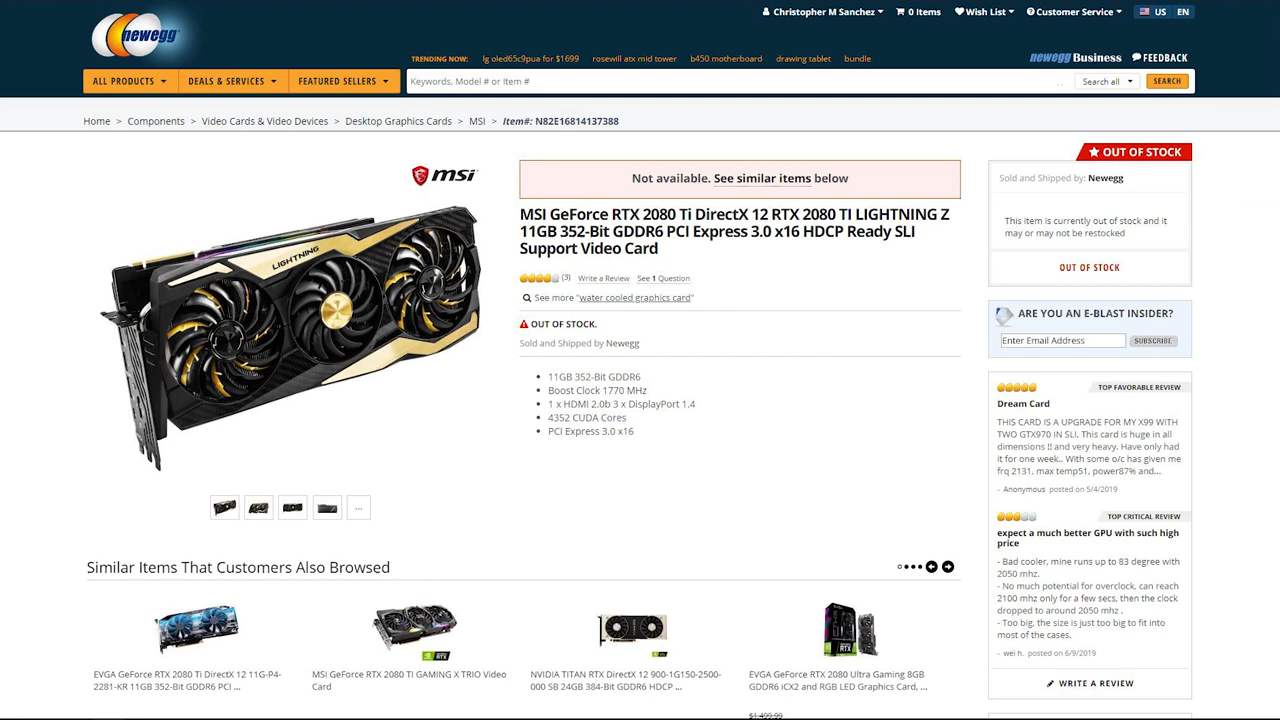 newegg
Christopher M Sanchez
0 Items
Wish List
Customer Service
US
EN
TRENDING NOW:
lg oled65c9pua for $1699
rosewill atx mid tower
b450 motherboard
drawing tablet
bundle
newegg Business
FEEDBACK
ALL PRODUCTS
DEALS & SERVICES
FEATURED SELLERS
Keywords, Model # or Item #
Search all
SEARCH
Home > Components > Video Cards & Video Devices > Desktop Graphics Cards > MSI > Item#: N82E16814137388
msi
LIGHTNING
Not available. See similar items below
MSI GeForce RTX 2080 Ti DirectX 12 RTX 2080 TI LIGHTNING Z
11GB 352-Bit GDDR6 PCI Express 3.0 x16 HDCP Ready SLI
Support Video Card
(3) Write a Review See 1 Question
See more "water cooled graphics card"
OUT OF STOCK.
Sold and Shipped by Newegg
• 11GB 352-Bit GDDR6
• Boost Clock 1770 MHz
• 1 x HDMI 2.0b 3 x DisplayPort 1.4
• 4352 CUDA Cores
• PCI Express 3.0 x16
...
OUT OF STOCK
Sold and Shipped by: Newegg
This item is currently out of stock and it
may or may not be restocked
OUT OF STOCK
ARE YOU AN E-BLAST INSIDER?
Enter Email Address
SUBSCRIBE
TOP FAVORABLE REVIEW
Dream Card
THIS CARD IS A UPGRADE FOR MY X99 WITH
TWO GTX970 IN SLI. This card is huge in all
dimensions !! and very heavy. Have only had
it for one week.. With some o/c has given me
frq 2131, max temp51, power87% and...
- Anonymous posted on 5/4/2019
TOP CRITICAL REVIEW
expect a much better GPU with such high
price
- Bad cooler, mine runs up to 83 degree with
2050 mhz.
- No much potential for overclock, can reach
2100 mhz only for a few secs, then the clock
dropped to around 2050 mhz .
- Too big, the size is just too big to fit into
most of the cases.
- wei h. posted on 6/9/2019
WRITE A REVIEW
Similar Items That Customers Also Browsed
EVGA GeForce RTX 2080 Ti DirectX 12 11G-P4-
2281-KR 11GB 352-Bit GDDR6 PCI ...
MSI GeForce RTX 2080 TI GAMING X TRIO Video
Card
NVIDIA TITAN RTX DirectX 12 900-1G150-2500-
000 SB 24GB 384-Bit GDDR6 HDCP ...
EVGA GeForce RTX 2080 Ultra Gaming 8GB
GDDR6 iCX2 and RGB LED Graphics Card, ...
$1,499.99